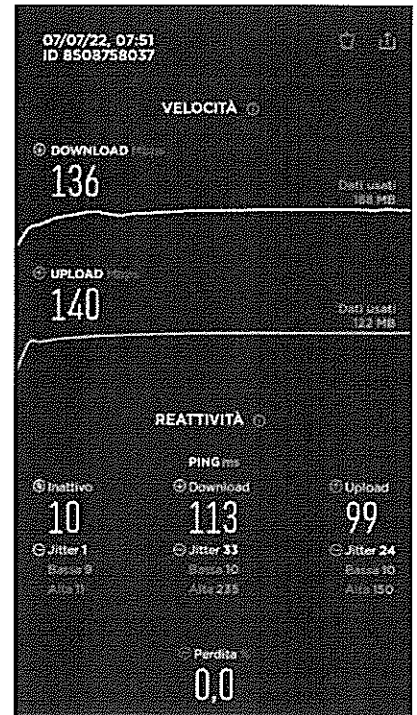 07/07/22, 07:51
ID 8508758037
VELOCITÀ
DOWNLOAD Mbps
136
Dati usati
188 MB
UPLOAD Mbps
140
Dati usati
122 MB
REATTIVITÀ
PING ms
Inattivo
Download
Upload
10
113
99
Jitter 1
Jitter 33
Jitter 24
Bassa 9
Bassa 10
Bassa 10
Alta 11
Alta 235
Alta 150
Perdita %
0,0